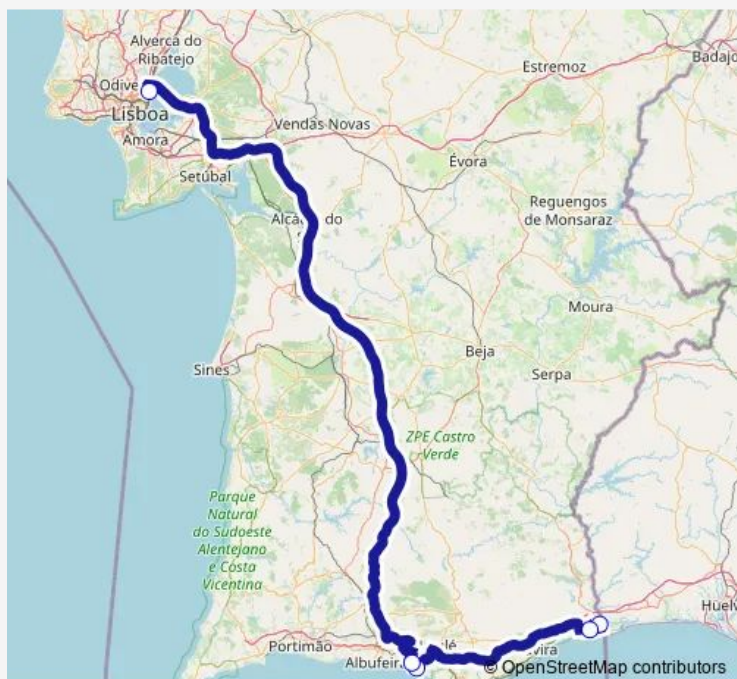 Alverca do
Ribatejo
Estremoz
Badajo
Odive
Lisboa
Vendas Novas
Amora
Évora
Setúbal
Reguengos
de Monsaraz
Alcá do
Moura
Beja
Sines
Serpa
ZPE Castro
Verde
Parque
Natural
do Sudoeste
Alentejano
e Costa
Vicentina
Huelv
Portimão
lé
Albufeira
vira
© OpenStreetMap contributors